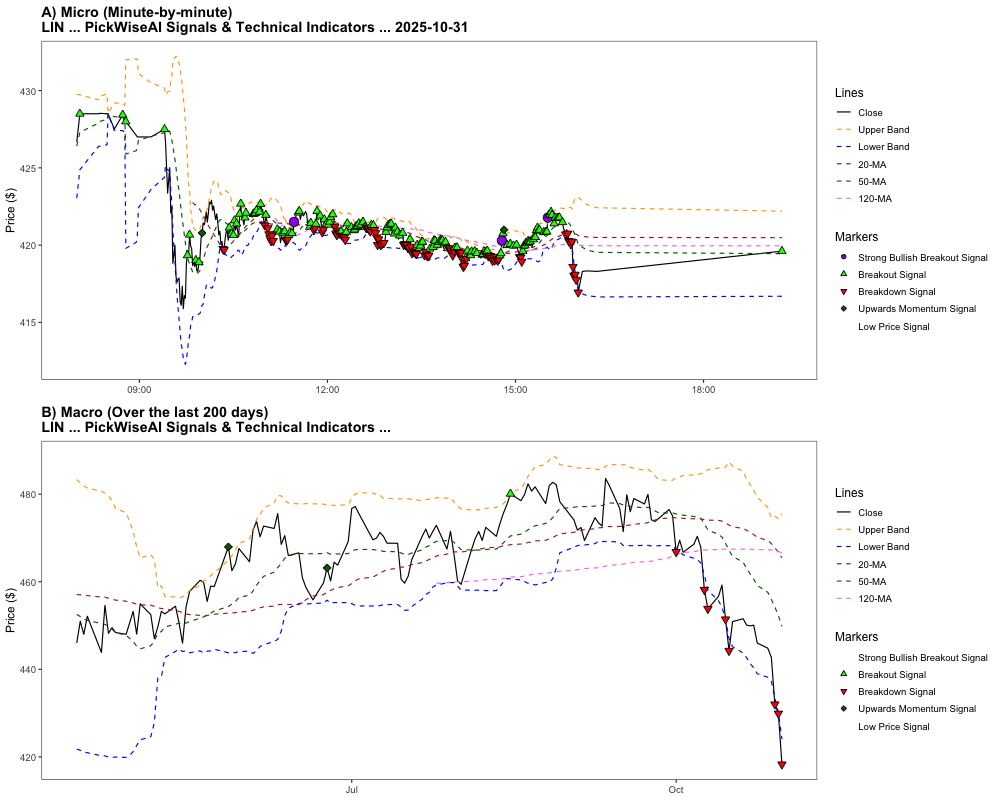 A) Micro (Minute-by-minute)
LIN ... PickWiseAI Signals & Technical Indicators ... 2025-10-31
Price ($)
430
425
420
415
09:00
12:00
15:00
18:00
Lines
Close
Upper Band
Lower Band
20-MA
50-MA
120-MA
Markers
Strong Bullish Breakout Signal
Breakout Signal
Breakdown Signal
Upwards Momentum Signal
Low Price Signal
B) Macro (Over the last 200 days)
LIN ... PickWiseAI Signals & Technical Indicators ...
Price ($)
480
460
440
420
Jul
Oct
Lines
Close
Upper Band
Lower Band
20-MA
50-MA
120-MA
Markers
Strong Bullish Breakout Signal
Breakout Signal
Breakdown Signal
Upwards Momentum Signal
Low Price Signal